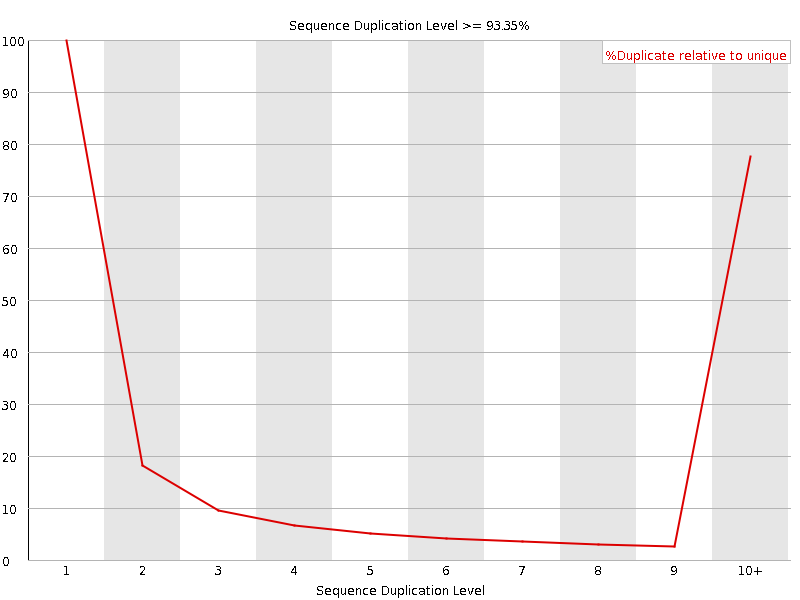 Sequence Duplication Level >= 93.35%
%Duplicate relative to unique
100
90
80
70
60
50
40
30
20
10
0
1 2 3 4 5 6 7 8 9 10+
Sequence Duplication Level